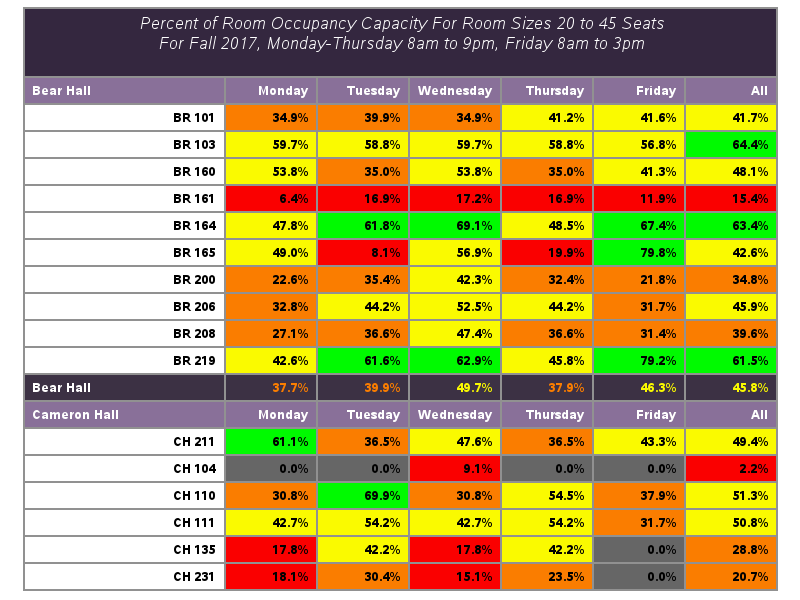 Percent of Room Occupancy Capacity For Room Sizes 20 to 45 Seats
For Fall 2017, Monday-Thursday 8am to 9pm, Friday 8am to 3pm
Bear Hall Monday Tuesday Wednesday Thursday Friday All
BR 101 34.9% 39.9% 34.9% 41.2% 41.6% 41.7%
BR 103 59.7% 58.8% 59.7% 58.8% 56.8% 64.4%
BR 160 53.8% 35.0% 53.8% 35.0% 41.3% 48.1%
BR 161 6.4% 16.9% 17.2% 16.9% 11.9% 15.4%
BR 164 47.8% 61.8% 69.1% 48.5% 67.4% 63.4%
BR 165 49.0% 8.1% 56.9% 19.9% 79.8% 42.6%
BR 200 22.6% 35.4% 42.3% 32.4% 21.8% 34.8%
BR 206 32.8% 44.2% 52.5% 44.2% 31.7% 45.9%
BR 208 27.1% 36.6% 47.4% 36.6% 31.4% 39.6%
BR 219 42.6% 61.6% 62.9% 45.8% 79.2% 61.5%
Bear Hall 37.7% 39.9% 49.7% 37.9% 46.3% 45.8%
Cameron Hall Monday Tuesday Wednesday Thursday Friday All
CH 211 61.1% 36.5% 47.6% 36.5% 43.3% 49.4%
CH 104 0.0% 0.0% 9.1% 0.0% 0.0% 2.2%
CH 110 30.8% 69.9% 30.8% 54.5% 37.9% 51.3%
CH 111 42.7% 54.2% 42.7% 54.2% 31.7% 50.8%
CH 135 17.8% 42.2% 17.8% 42.2% 0.0% 28.8%
CH 231 18.1% 30.4% 15.1% 23.5% 0.0% 20.7%